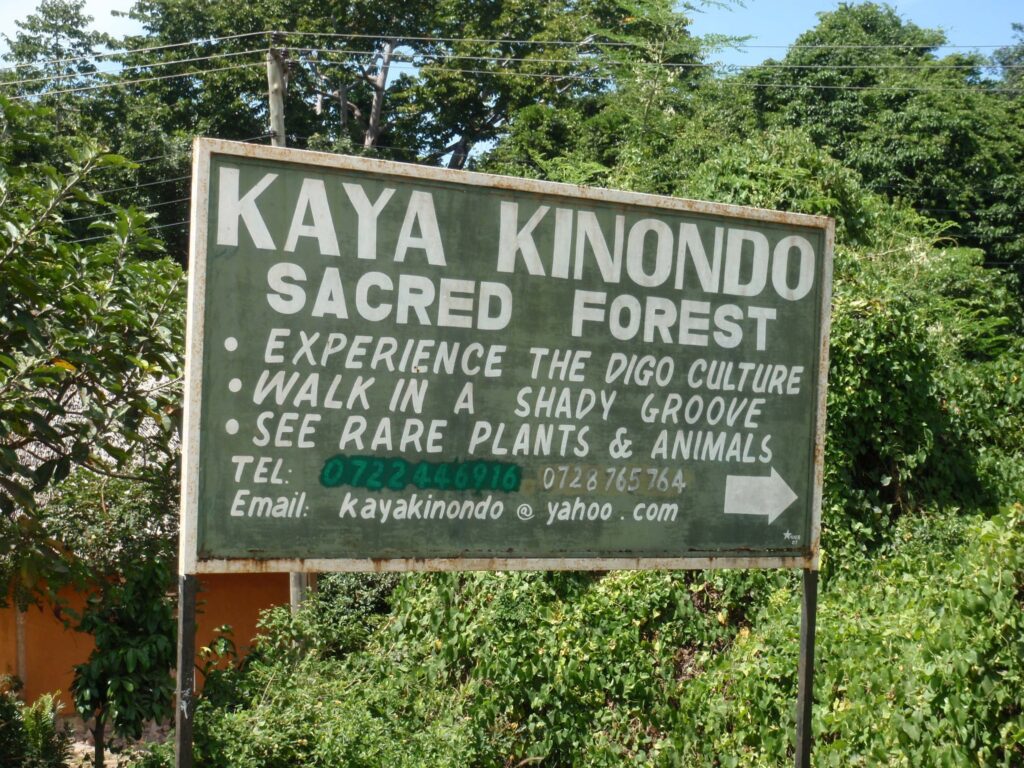 KAYA KINONDO
SACRED FOREST
• EXPERIENCE THE DIGO CULTURE
• WALK IN A SHADY GROOVE
• SEE RARE PLANTS & ANIMALS
TEL: 0722446916 0728765764
Email: kayakinondo @ yahoo . com